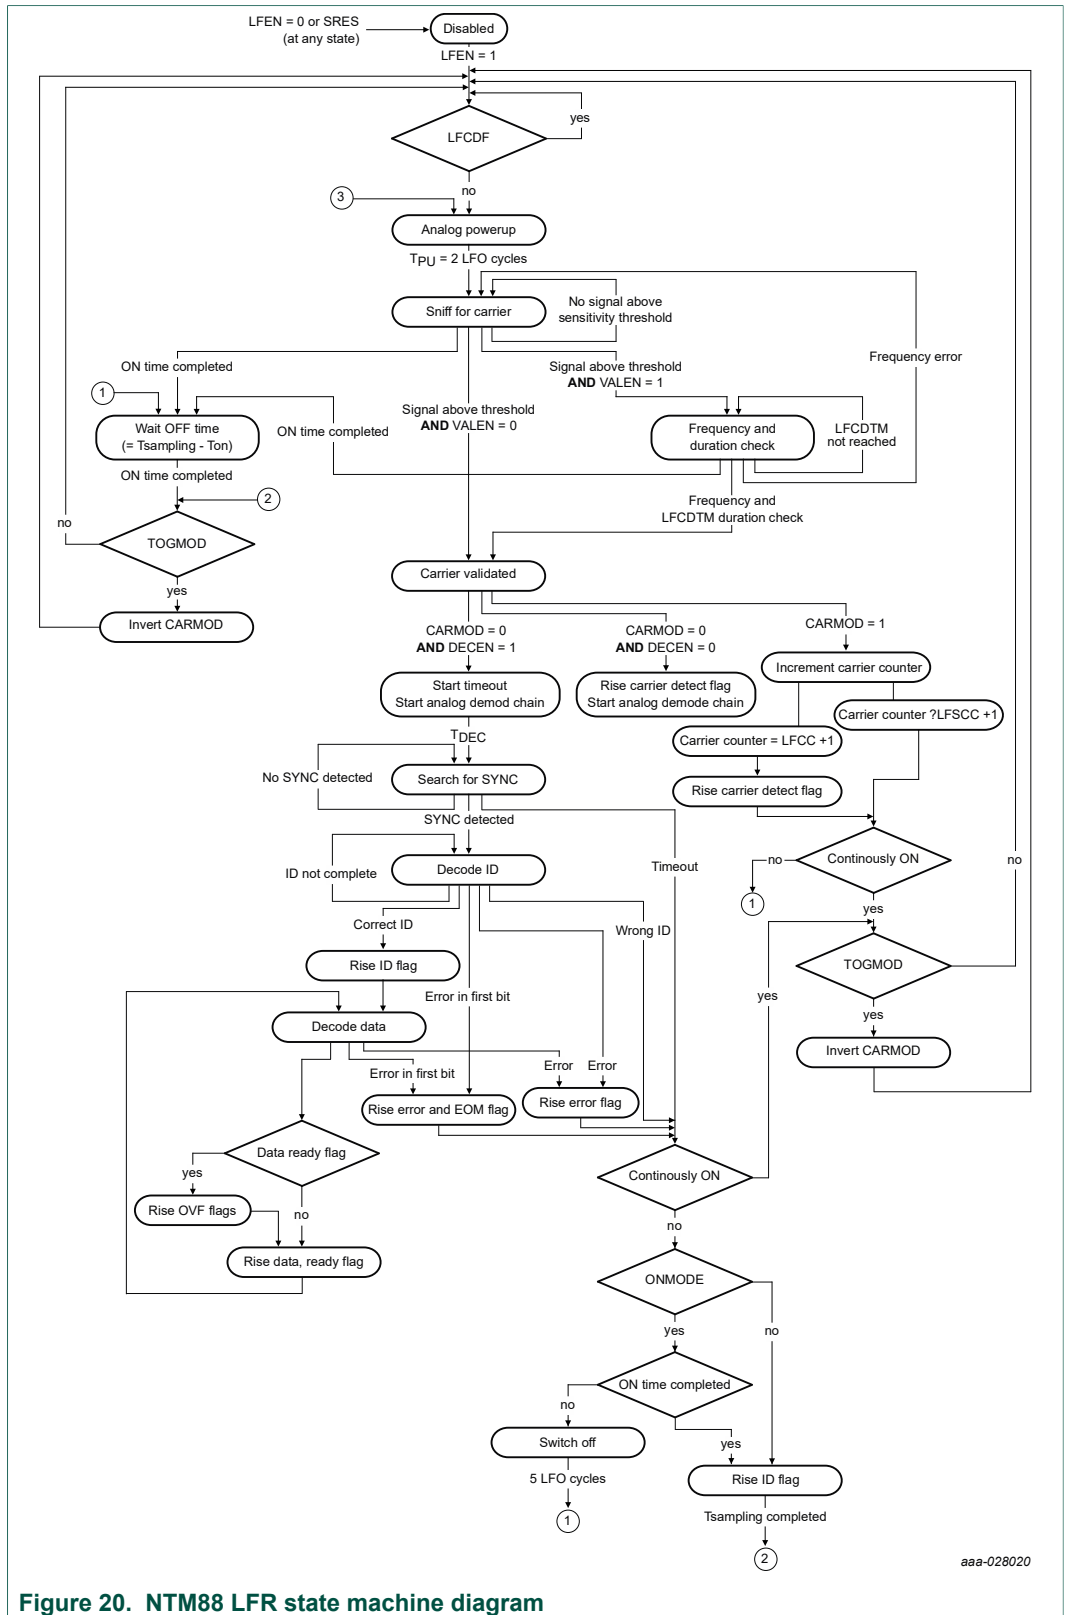 LFEN = 0 or SRES
(at any state)
Disabled
LFEN = 1
yes
LFCDF
no
3
Analog powerup
TPU = 2 LFO cycles
No signal above
sensitivity threshold
Sniff for carrier
Frequency error
ON time completed
Signal above threshold
AND VALEN = 1
1
Signal above threshold
AND VALEN = 0
Wait OFF time
(= Tsampling - Ton)
ON time completed
Frequency and
duration check
LFCDTM
not reached
ON time completed
2
Frequency and
LFCDTM duration check
no
TOGMOD
yes
Carrier validated
Invert CARMOD
CARMOD = 0
AND DECEN = 1
CARMOD = 0
AND DECEN = 0
CARMOD = 1
Increment carrier counter
Start timeout
Start analog demod chain
Rise carrier detect flag
Start analog demode chain
Carrier counter ?LFSCC +1
TDEC
Carrier counter = LFCC +1
No SYNC detected
Search for SYNC
Rise carrier detect flag
SYNC detected
ID not complete
Decode ID
Timeout
no
Continously ON
no
1
yes
Correct ID
Wrong ID
Rise ID flag
TOGMOD
Error in first bit
yes
yes
Decode data
Invert CARMOD
Error in first bit
Error
Error
Rise error and EOM flag
Rise error flag
Data ready flag
yes
Continously ON
Rise OVF flags
no
no
Rise data, ready flag
ONMODE
yes
no
ON time completed
no
Switch off
yes
5 LFO cycles
Rise ID flag
1
Tsampling completed
2
aaa-028020
Figure 20. NTM88 LFR state machine diagram